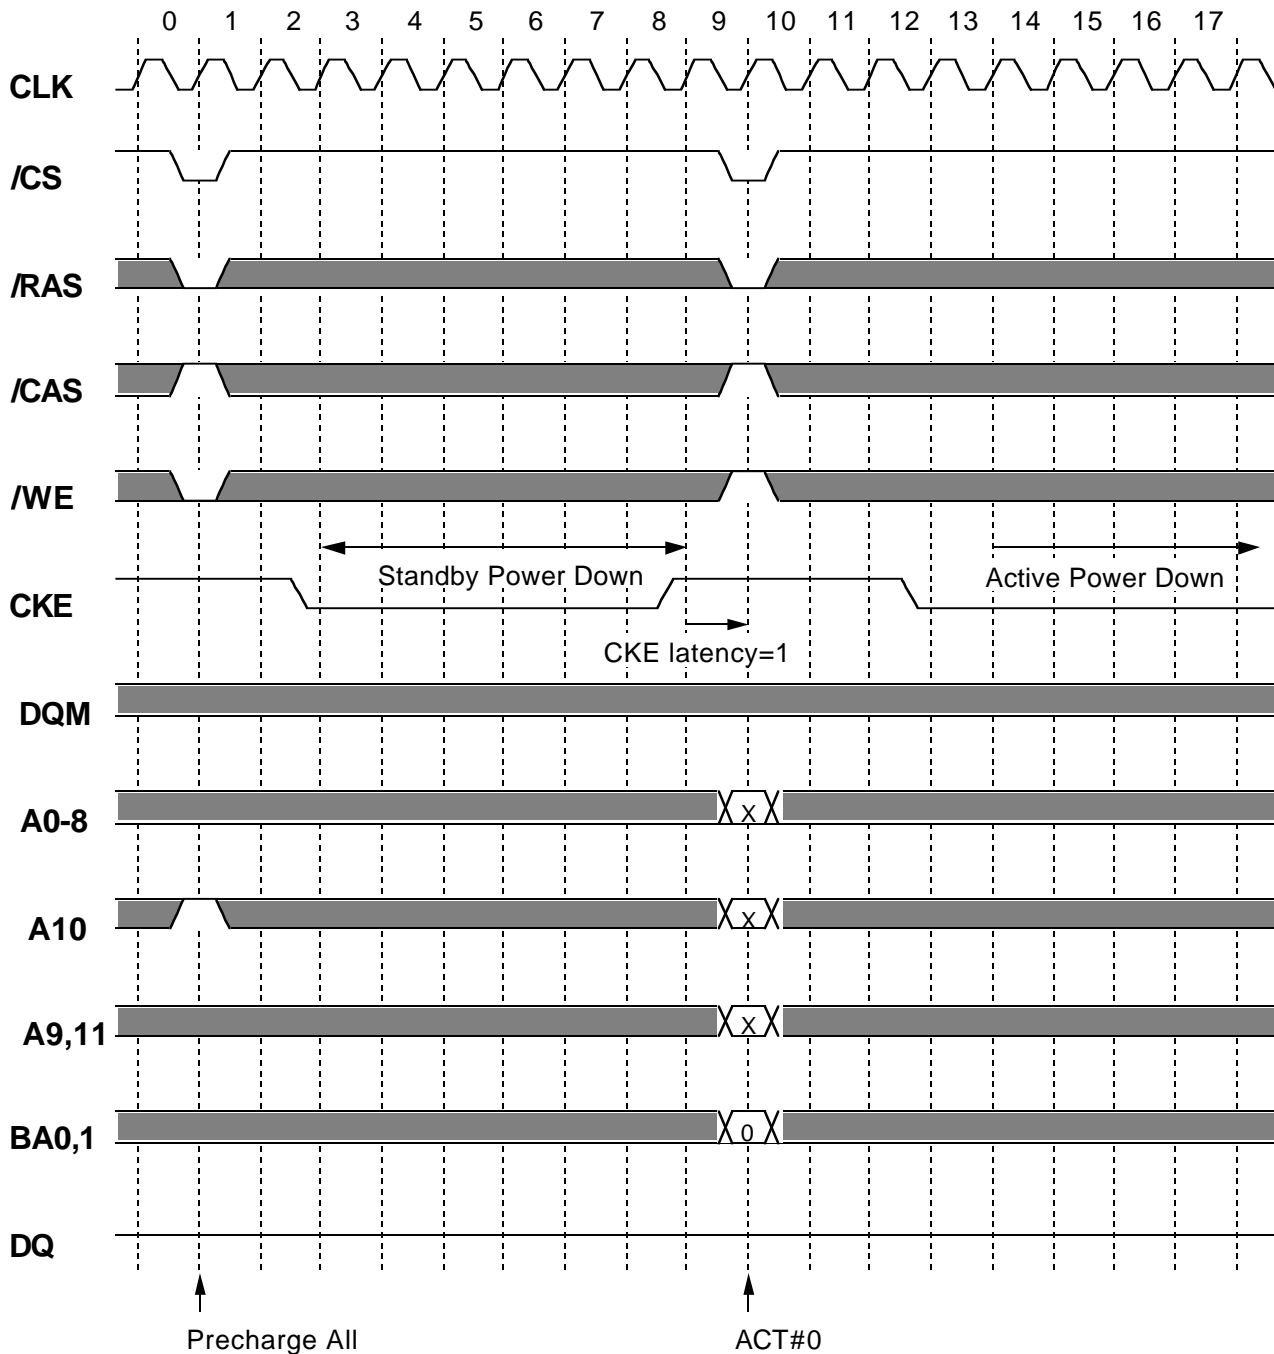 0 1 2 3 4 5 6 7 8 9 10 11 12 13 14 15 16 17
CLK
/CS
/RAS
/CAS
/WE
Standby Power Down
Active Power Down
CKE
CKE latency=1
DQM
A0-8 X
A10 X
A9,11 X
BA0,1 0
DQ
Precharge All ACT#0